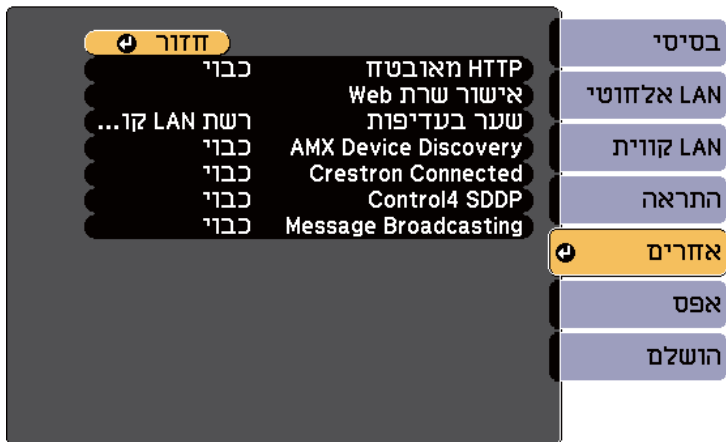 בסיסי
LAN אלחוטי
LAN קווית
התראה
אחרים
אפס
הושלם
חזור
HTTP מאובטח כבוי
אישור שרת Web
שער בעדיפות רשת LAN קו...
AMX Device Discovery כבוי
Crestron Connected כבוי
Control4 SDDP כבוי
Message Broadcasting כבוי